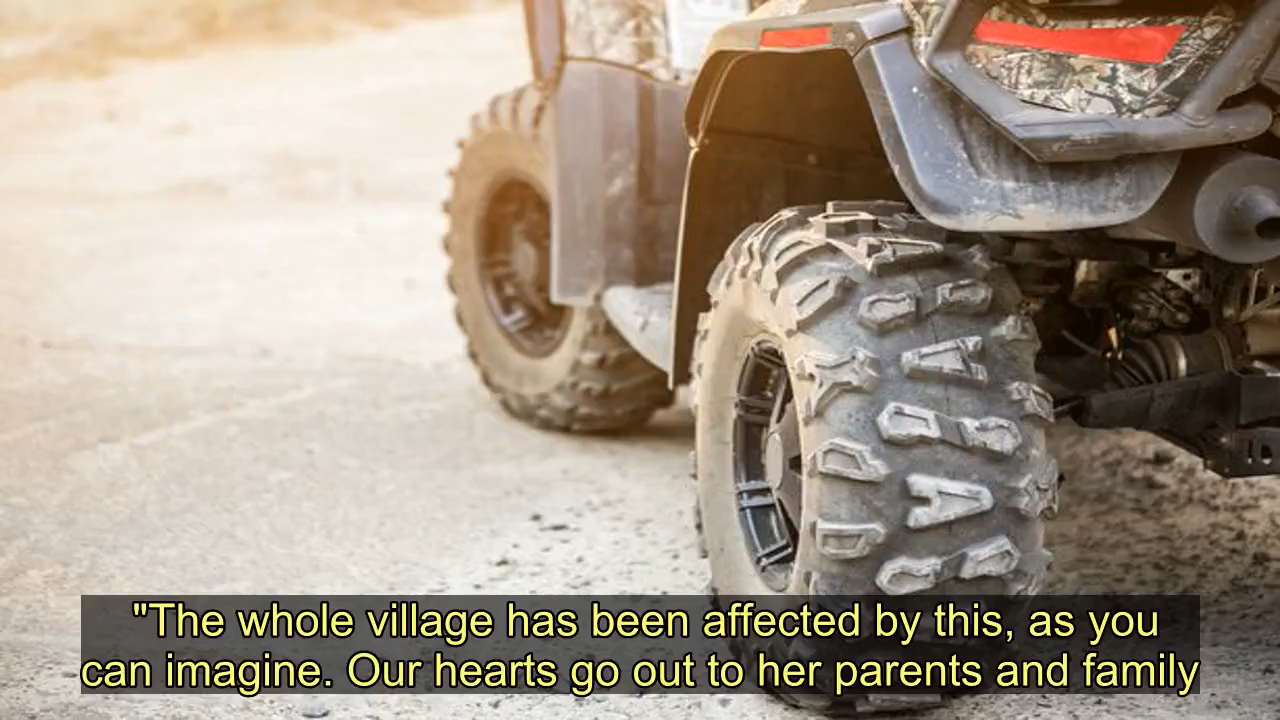 "The whole village has been affected by this, as you
can imagine. Our hearts go out to her parents and family